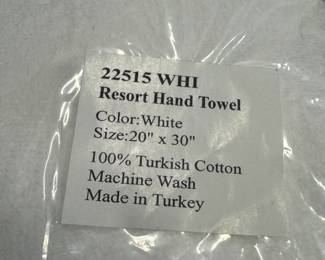 22515 WHI
Resort Hand Towel
Color:White
Size:20" x 30"
100% Turkish Cotton
Machine Wash
Made in Turkey